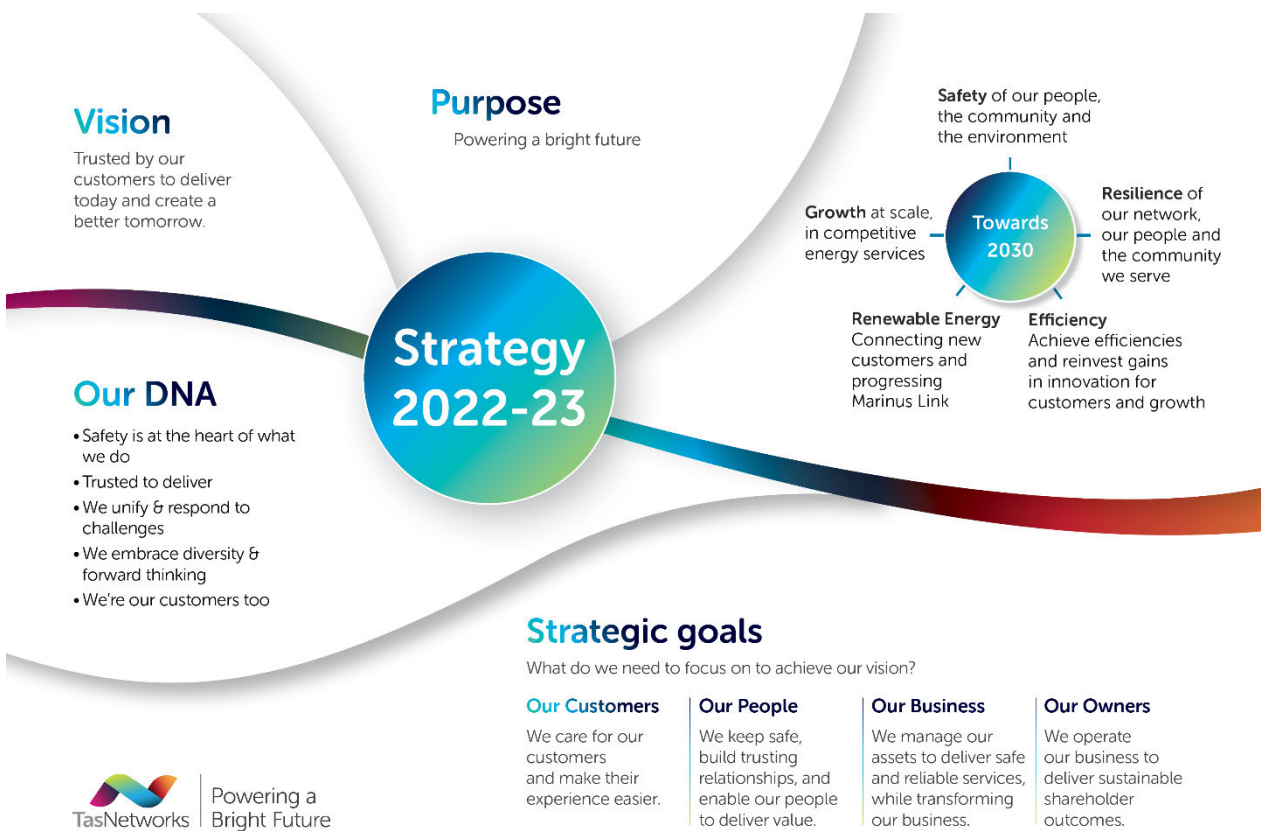 Vision
Trusted by our
customers to deliver
today and create a
better tomorrow.
Purpose
Powering a bright future
Safety of our people,
the community and
the environment
Growth at scale,
in competitive
energy services
Towards
2030
Resilience of
our network,
our people and
the community
we serve
Renewable Energy
Connecting new
customers and
progressing
Marinus Link
Efficiency
Achieve efficiencies
and reinvest gains
in innovation for
customers and growth
Strategy
2022-23
Our DNA
• Safety is at the heart of what
we do
• Trusted to deliver
• We unify & respond to
challenges
• We embrace diversity &
forward thinking
• We're our customers too
Strategic goals
What do we need to focus on to achieve our vision?
Our Customers
We care for our
customers
and make their
experience easier.
Our People
We keep safe,
build trusting
relationships, and
enable our people
to deliver value.
Our Business
We manage our
assets to deliver safe
and reliable services,
while transforming
our business.
Our Owners
We operate
our business to
deliver sustainable
shareholder
outcomes.
TasNetworks
Powering a
Bright Future